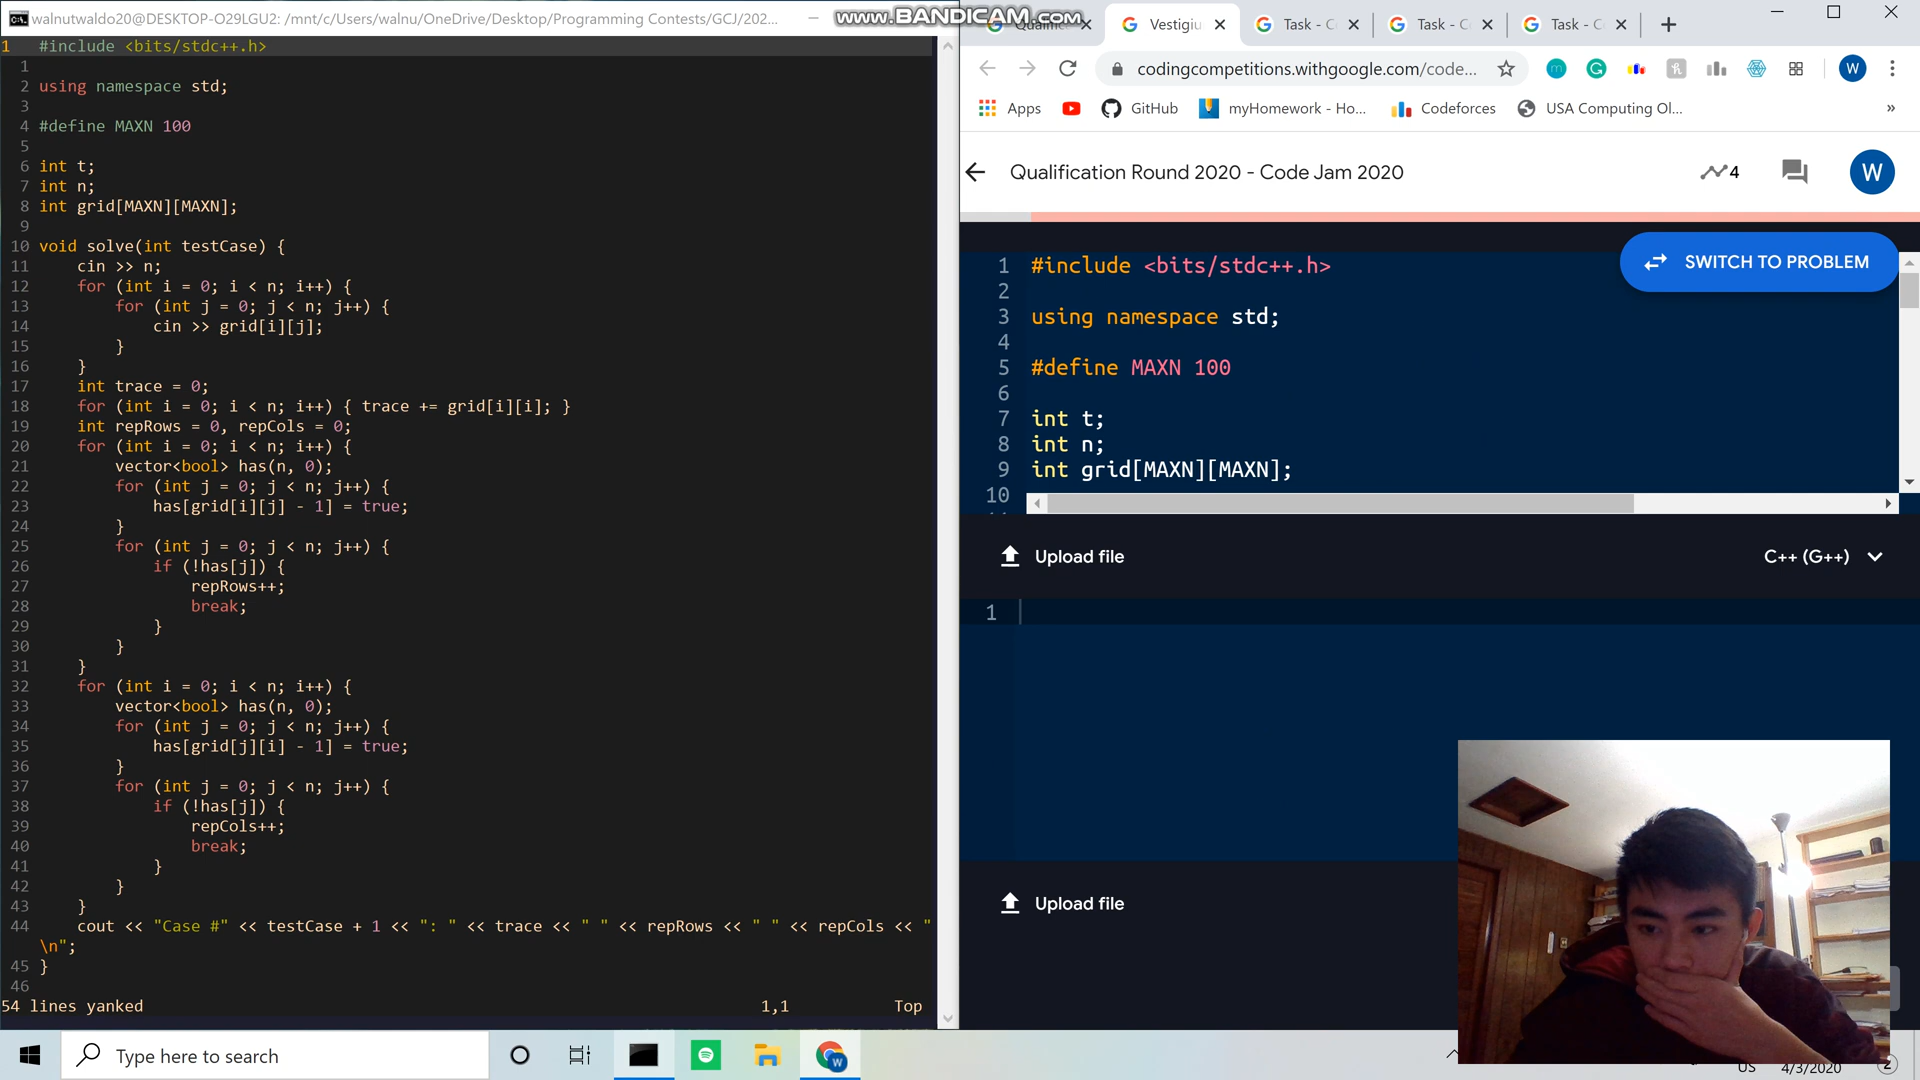 walnutwaldo20@DESKTOP-O29LGU2: /mnt/c/Users/walnu/OneDrive/Desktop/Programming Contests/GCJ/202...
www.BANDICAM.com
Vestigiu
Task - C
Task - C
Task - C
1 #include <bits/stdc++.h>
1
2 using namespace std;
3
4 #define MAXN 100
5
6 int t;
7 int n;
8 int grid[MAXN][MAXN];
9
10 void solve(int testCase) {
11 cin >> n;
12 for (int i = 0; i < n; i++) {
13 for (int j = 0; j < n; j++) {
14 cin >> grid[i][j];
15 }
16 }
17 int trace = 0;
18 for (int i = 0; i < n; i++) { trace += grid[i][i]; }
19 int repRows = 0, repCols = 0;
20 for (int i = 0; i < n; i++) {
21 vector<bool> has(n, 0);
22 for (int j = 0; j < n; j++) {
23 has[grid[i][j] - 1] = true;
24 }
25 for (int j = 0; j < n; j++) {
26 if (!has[j]) {
27 repRows++;
28 break;
29 }
30 }
31 }
32 for (int i = 0; i < n; i++) {
33 vector<bool> has(n, 0);
34 for (int j = 0; j < n; j++) {
35 has[grid[j][i] - 1] = true;
36 }
37 for (int j = 0; j < n; j++) {
38 if (!has[j]) {
39 repCols++;
40 break;
41 }
42 }
43 }
44 cout << "Case #" << testCase + 1 << ": " << trace << " " << repRows << " " << repCols << "
\n";
45 }
46
54 lines yanked 1,1 Top
codingcompetitions.withgoogle.com/code...
W
Apps
GitHub
myHomework - Ho...
Codeforces
USA Computing Ol...
»
Qualification Round 2020 - Code Jam 2020
4
W
SWITCH TO PROBLEM
1 #include <bits/stdc++.h>
2
3 using namespace std;
4
5 #define MAXN 100
6
7 int t;
8 int n;
9 int grid[MAXN][MAXN];
10
Upload file
C++ (G++)
1
Upload file
Type here to search
W
US
4/3/2020
2